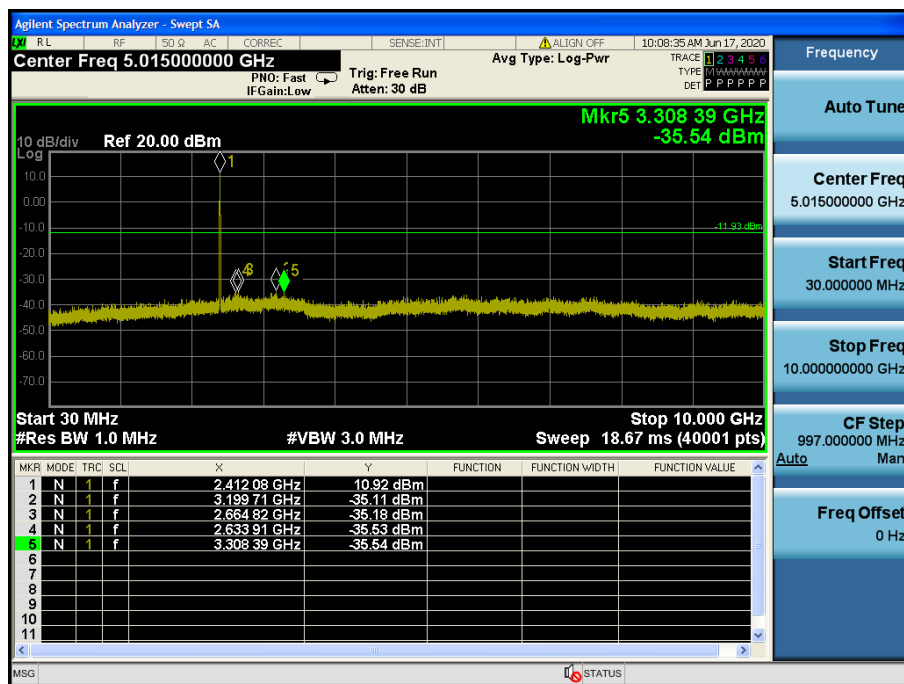 Agilent Spectrum Analyzer - Swept SA
LXI RL RF 50 Ω AC CORREC SENSE:INT ALIGN OFF 10:08:35 AM Jun 17, 2020
Center Freq 5.015000000 GHz
PNO: Fast
IFGain:Low
Trig: Free Run
Atten: 30 dB
Avg Type: Log-Pwr
TRACE 1 2 3 4 5 6
TYPE M W W W W W
DET P P P P P P
Mkr5 3.308 39 GHz
-35.54 dBm
10 dB/div
Log
Ref 20.00 dBm
10.0
0.00
-10.0
-20.0
-30.0
-40.0
-50.0
-60.0
-70.0
1
4
5
-11.93 dBm
Start 30 MHz
#Res BW 1.0 MHz
#VBW 3.0 MHz
Stop 10.000 GHz
Sweep 18.67 ms (40001 pts)
MKR MODE TRC SCL X Y FUNCTION FUNCTION WIDTH FUNCTION VALUE
1 N 1 f 2.412 08 GHz 10.92 dBm
2 N 1 f 3.199 71 GHz -35.11 dBm
3 N 1 f 2.664 82 GHz -35.18 dBm
4 N 1 f 2.633 91 GHz -35.53 dBm
5 N 1 f 3.308 39 GHz -35.54 dBm
6
7
8
9
10
11
MSG
STATUS
Frequency
Auto Tune
Center Freq
5.015000000 GHz
Start Freq
30.000000 MHz
Stop Freq
10.000000000 GHz
CF Step
997.000000 MHz
Auto Man
Freq Offset
0 Hz